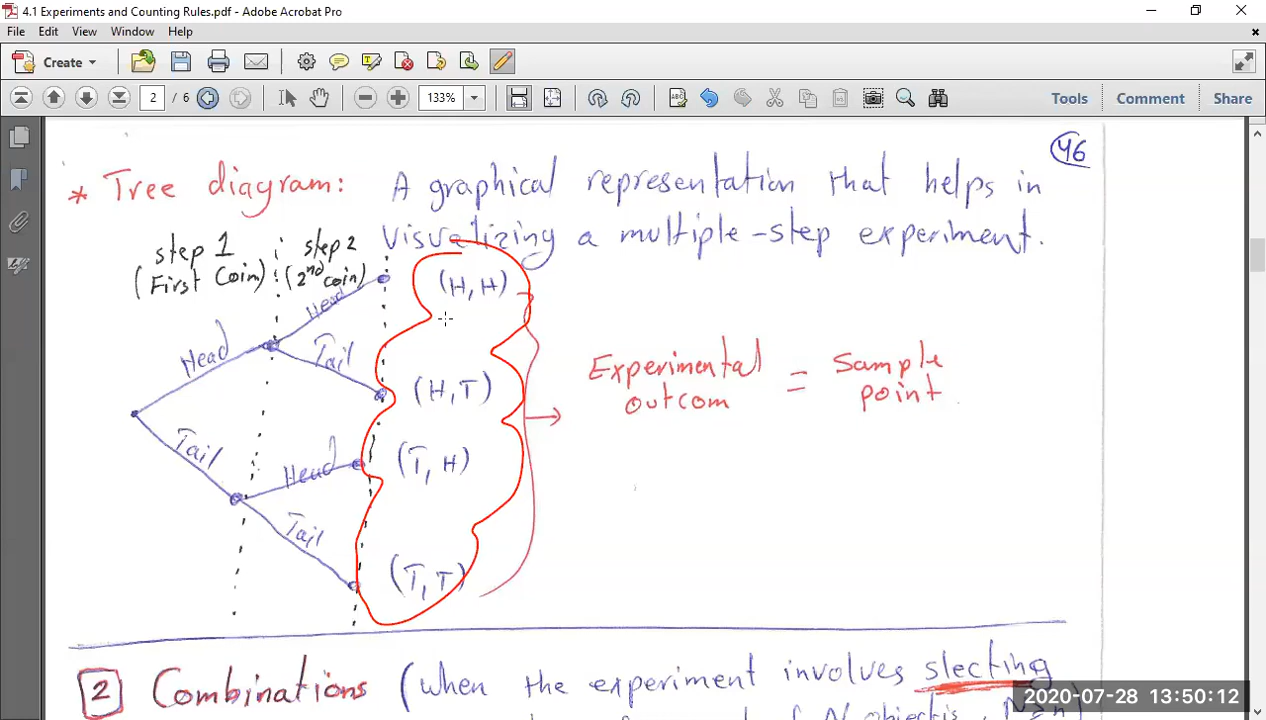 4.1 Experiments and Counting Rules.pdf - Adobe Acrobat Pro
File Edit View Window Help
Create
2 / 6 133% Tools Comment Share
46
* Tree diagram: A graphical representation that helps in
visualizing a multiple-step experiment.
step 1 step 2
(First Coin) (2nd coin)
Head
(H, H)
Head
Tail
Experimental = Sample
outcom point
(H, T)
Tail
Head
(T, H)
Tail
(T, T)
2 Combinations (when the experiment involves slecting
of N objects, N≥n)
2020-07-28 13:50:12